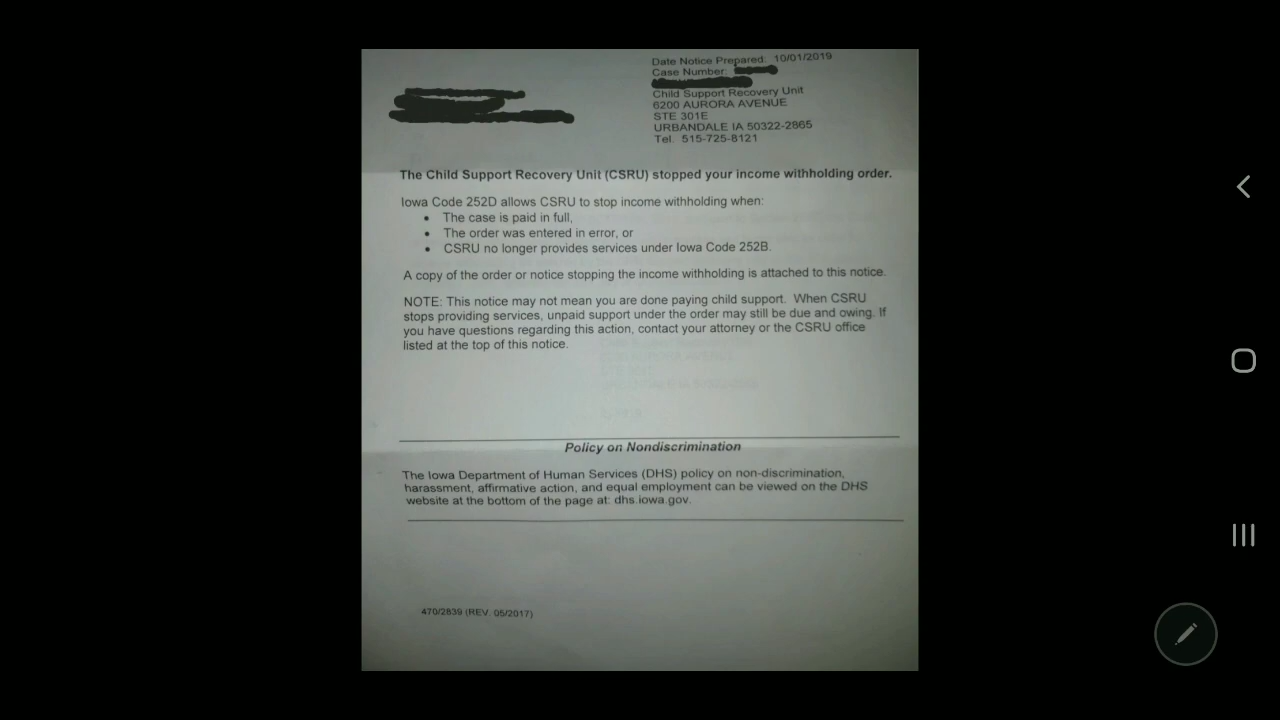 Date Notice Prepared: 10/01/2019
Case Number:
Child Support Recovery Unit
6200 AURORA AVENUE
STE 301E
URBANDALE IA 50322-2865
Tel. 515-725-8121
The Child Support Recovery Unit (CSRU) stopped your income withholding order.
Iowa Code 252D allows CSRU to stop income withholding when:
• The case is paid in full,
• The order was entered in error, or
• CSRU no longer provides services under Iowa Code 252B.
A copy of the order or notice stopping the income withholding is attached to this notice.
NOTE: This notice may not mean you are done paying child support. When CSRU
stops providing services, unpaid support under the order may still be due and owing. If
you have questions regarding this action, contact your attorney or the CSRU office
listed at the top of this notice.
Policy on Nondiscrimination
The Iowa Department of Human Services (DHS) policy on non-discrimination,
harassment, affirmative action, and equal employment can be viewed on the DHS
website at the bottom of the page at: dhs.iowa.gov.
470/2839 (REV. 05/2017)